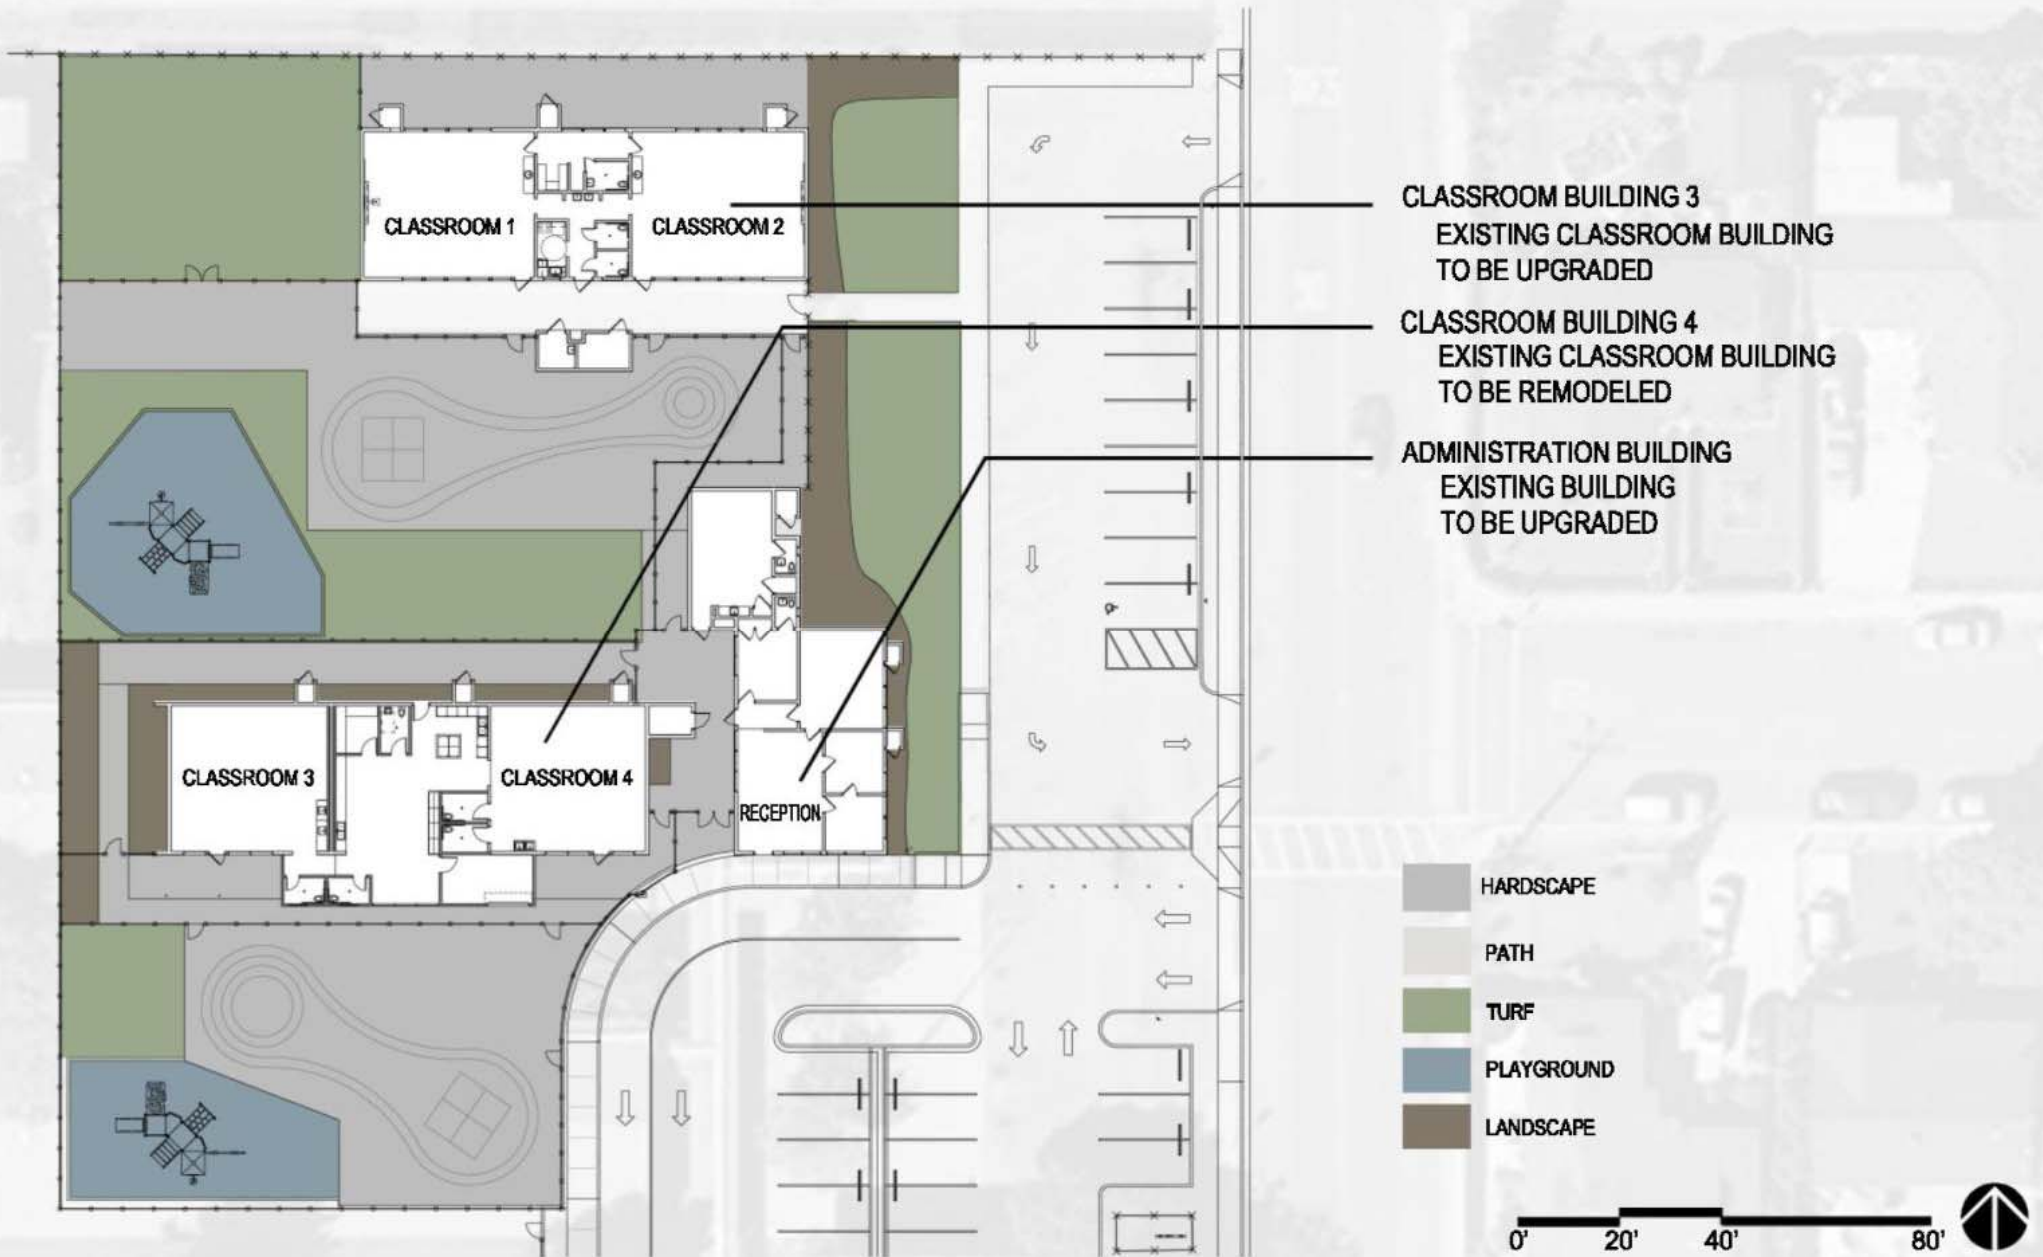 CLASSROOM 1
CLASSROOM 2
CLASSROOM BUILDING 3
EXISTING CLASSROOM BUILDING
TO BE UPGRADED
CLASSROOM BUILDING 4
EXISTING CLASSROOM BUILDING
TO BE REMODELED
ADMINISTRATION BUILDING
EXISTING BUILDING
TO BE UPGRADED
CLASSROOM 3
CLASSROOM 4
RECEPTION
HARDSCAPE
PATH
TURF
PLAYGROUND
LANDSCAPE
0' 20' 40' 80'